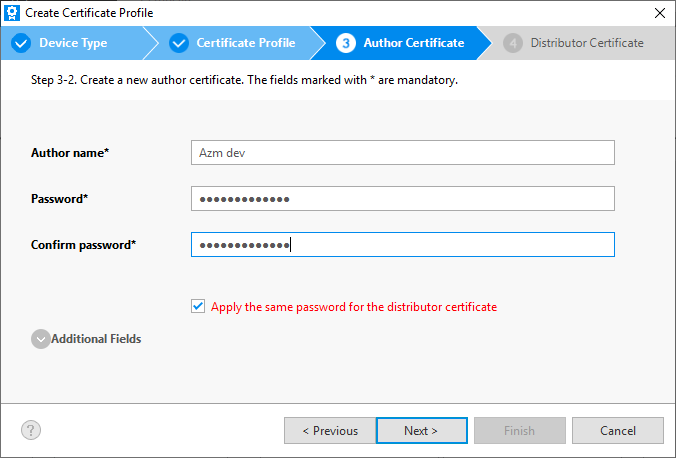 Create Certificate Profile
Device Type
Certificate Profile
3 Author Certificate
4 Distributor Certificate
Step 3-2. Create a new author certificate. The fields marked with * are mandatory.
Author name*
Azm dev
Password*
●●●●●●●●●●●●●
Confirm password*
●●●●●●●●●●●●●
Apply the same password for the distributor certificate
Additional Fields
?
< Previous
Next >
Finish
Cancel